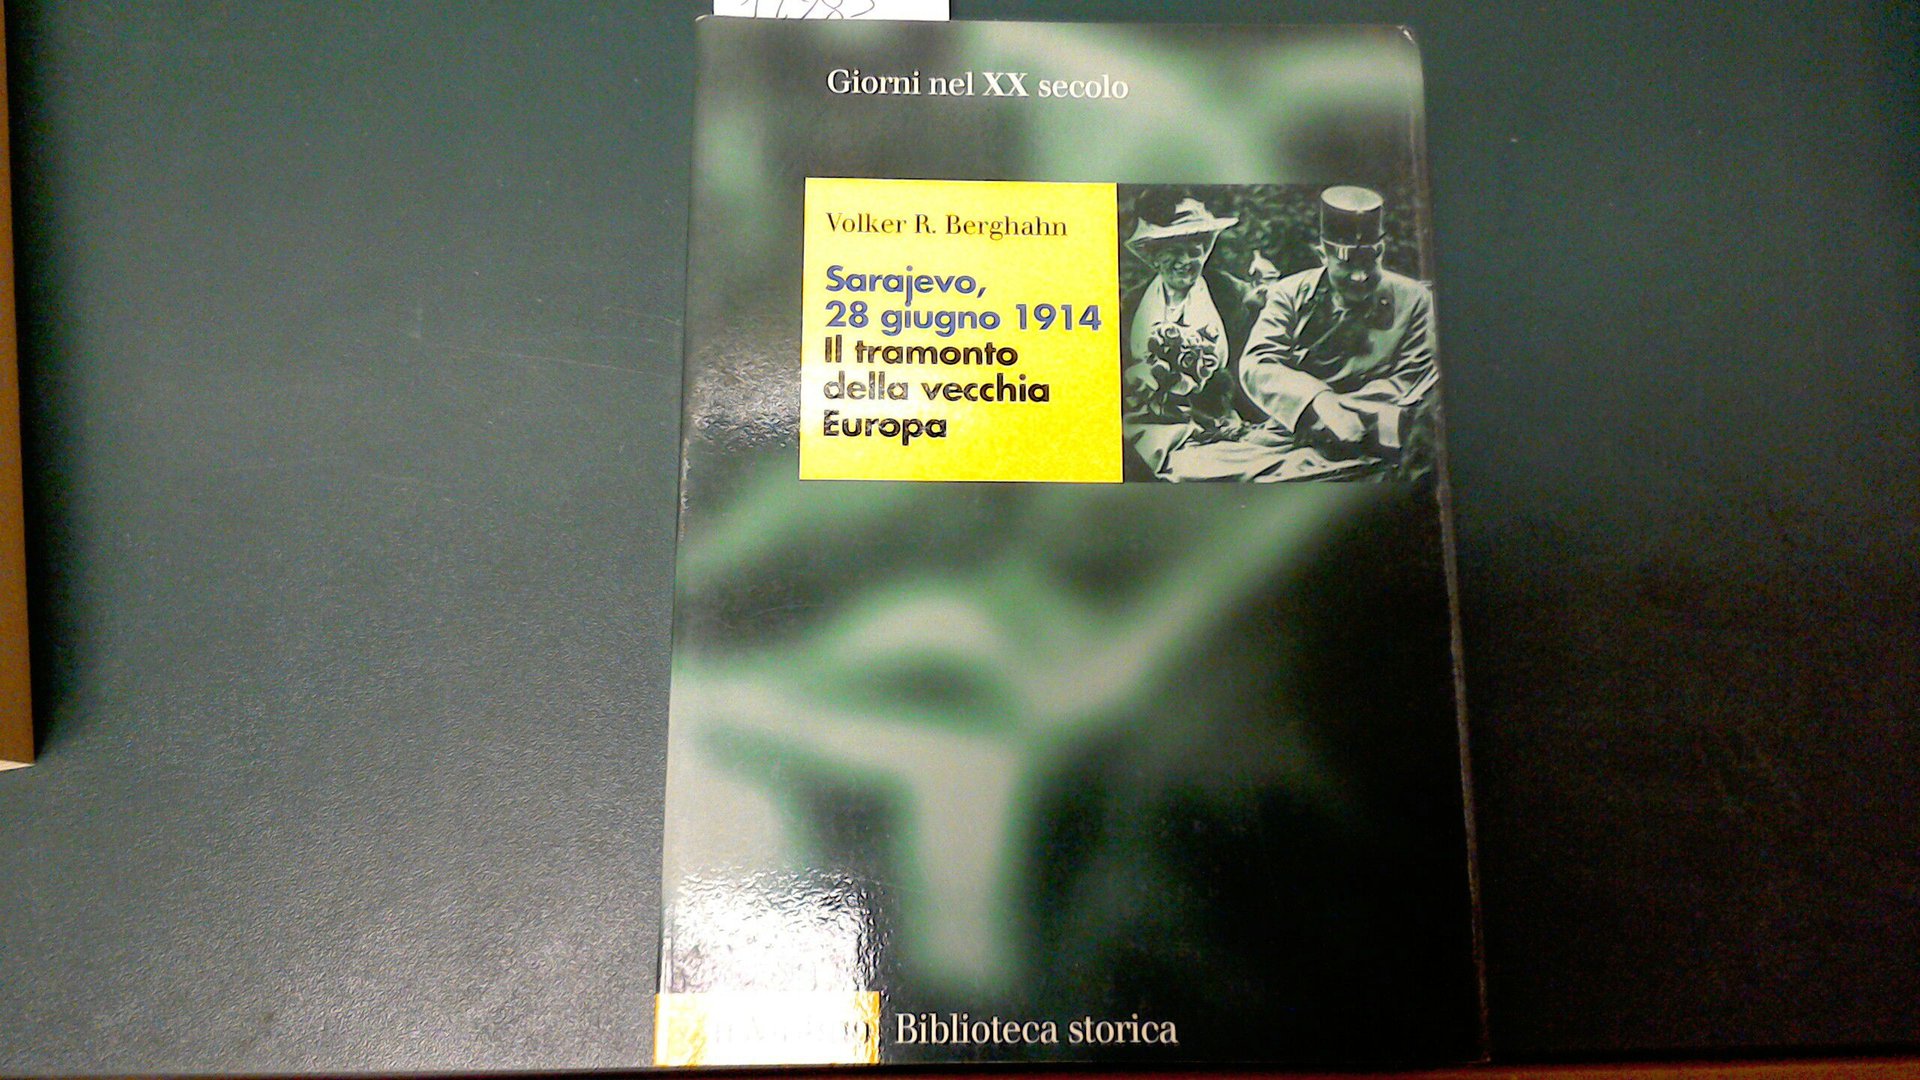 Giorni nel XX secolo
Volker R. Berghahn
Sarajevo,
28 giugno 1914
Il tramonto
della vecchia
Europa
Biblioteca storica